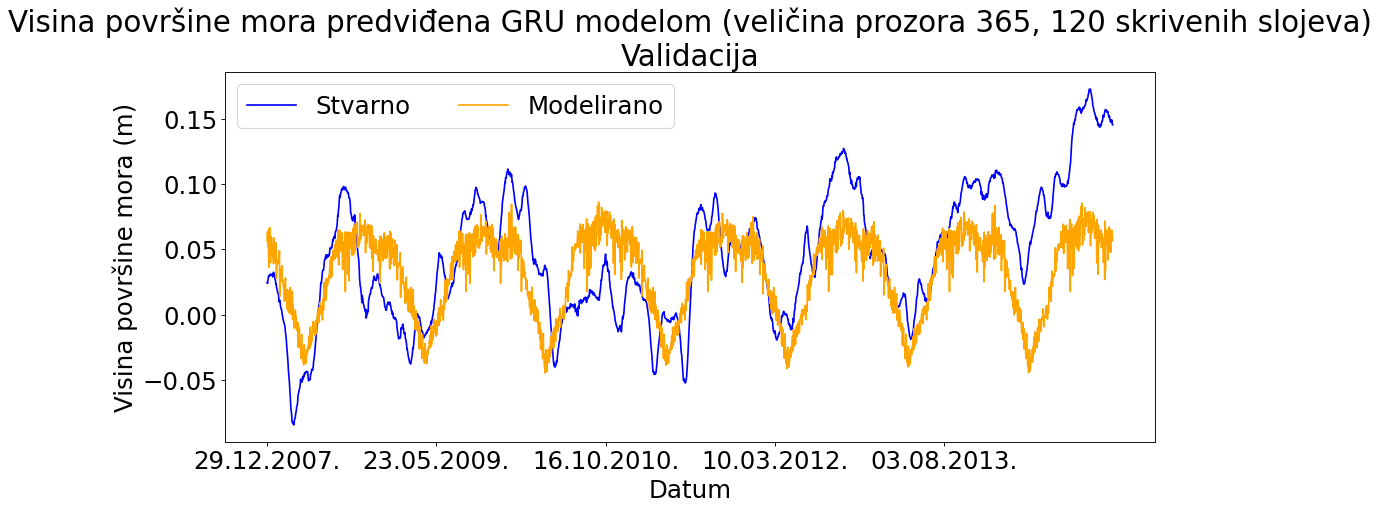 Visina površine mora predviđena GRU modelom (veličina prozora 365, 120 skrivenih slojeva)
Validacija
Stvarno
Modelirano
Visina površine mora (m)
0.15
0.10
0.05
0.00
−0.05
29.12.2007.
23.05.2009.
16.10.2010.
10.03.2012.
03.08.2013.
Datum